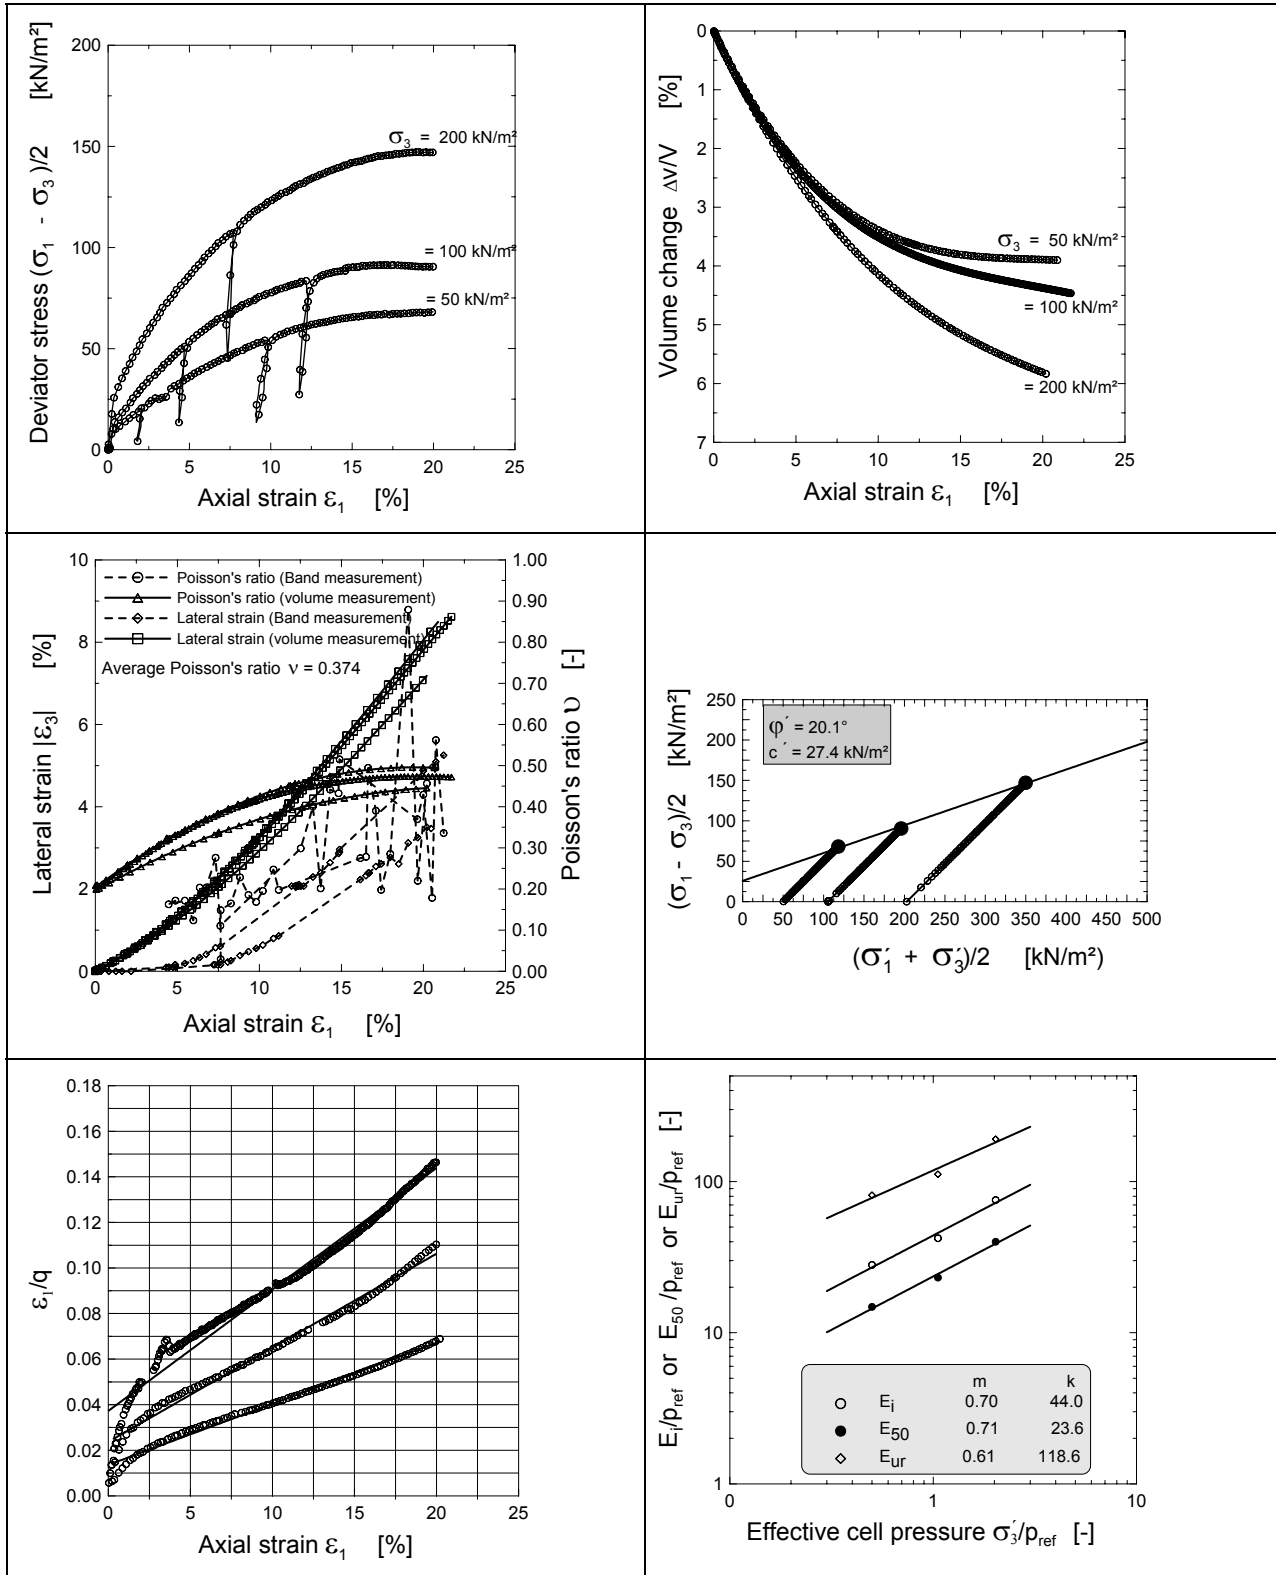 Deviator stress (σ₁ - σ₃)/2 [kN/m²]
200
150
100
50
0
σ₃ = 200 kN/m²
= 100 kN/m²
= 50 kN/m²
0 5 10 15 20 25
Axial strain ε₁ [%]
Volume change Δv/V [%]
0
1
2
3
4
5
6
7
σ₃ = 50 kN/m²
= 100 kN/m²
= 200 kN/m²
0 5 10 15 20 25
Axial strain ε₁ [%]
Lateral strain |ε₃| [%]
10
8
6
4
2
0
Poisson's ratio (Band measurement)
Poisson's ratio (volume measurement)
Lateral strain (Band measurement)
Lateral strain (volume measurement)
Average Poisson's ratio ν = 0.374
1.00
0.90
0.80
0.70
0.60
0.50
0.40
0.30
0.20
0.10
0.00
Poisson's ratio υ [-]
0 5 10 15 20 25
Axial strain ε₁ [%]
(σ₁ - σ₃)/2 [kN/m²]
250
200
150
100
50
0
φ´ = 20.1°
c´ = 27.4 kN/m²
0 50 100 150 200 250 300 350 400 450 500
(σ₁´ + σ₃´)/2 [kN/m²)
ε₁/q
0.18
0.16
0.14
0.12
0.10
0.08
0.06
0.04
0.02
0.00
0 5 10 15 20 25
Axial strain ε₁ [%]
Eᵢ/p_ref or E₅₀/p_ref or E_ur/p_ref [-]
100
10
1
m k
Eᵢ 0.70 44.0
E₅₀ 0.71 23.6
E_ur 0.61 118.6
0 1 10
Effective cell pressure σ₃´/p_ref [-]